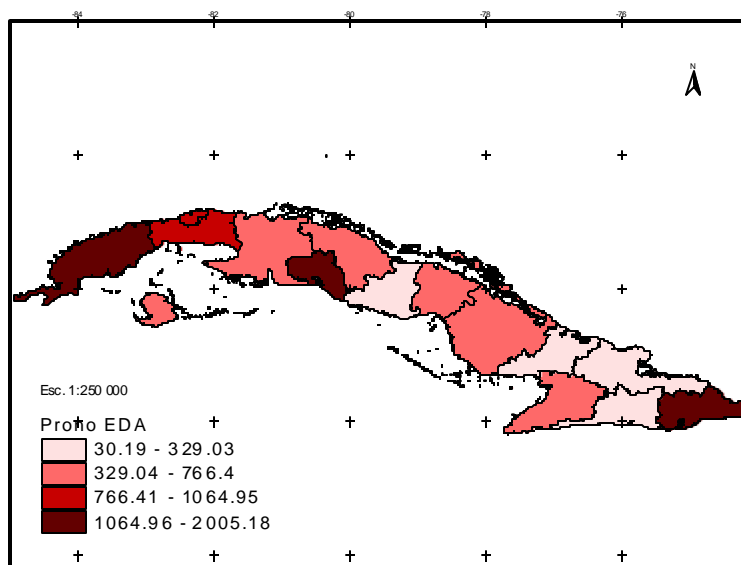 -84 -82 -80 -78 -76
N
Esc. 1:250 000
Prono EDA
30.19 - 329.03
329.04 - 766.4
766.41 - 1064.95
1064.96 - 2005.18